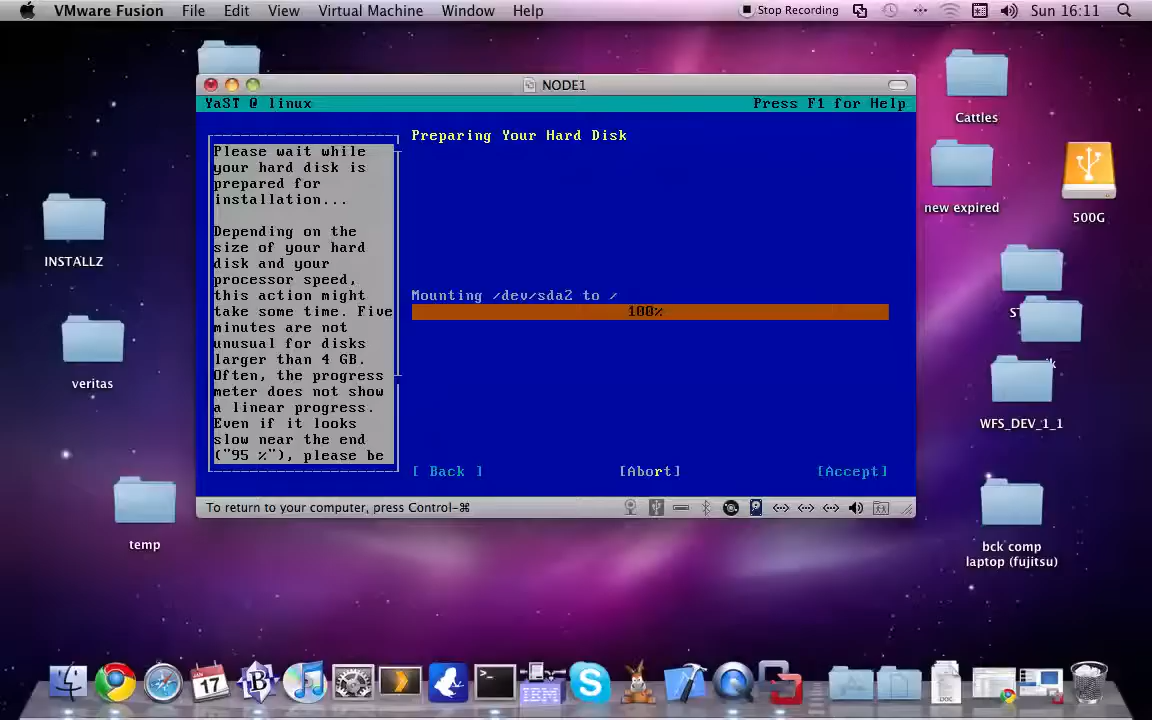 VMware Fusion File Edit View Virtual Machine Window Help Stop Recording Sun 16:11
NODE1
YaST @ linux Press F1 for Help
Preparing Your Hard Disk
Please wait while
your hard disk is
prepared for
installation...
Depending on the
size of your hard
disk and your
processor speed,
this action might
take some time. Five
minutes are not
unusual for disks
larger than 4 GB.
Often, the progress
meter does not show
a linear progress.
Even if it looks
slow near the end
("95 %"), please be
Mounting /dev/sda2 to /
100%
[ Back ] [Abort] [Accept]
To return to your computer, press Control-⌘
INSTALLZ
veritas
temp
Cattles
new expired
500G
WFS_DEV_1_1
bck comp
laptop (fujitsu)
JAN
17